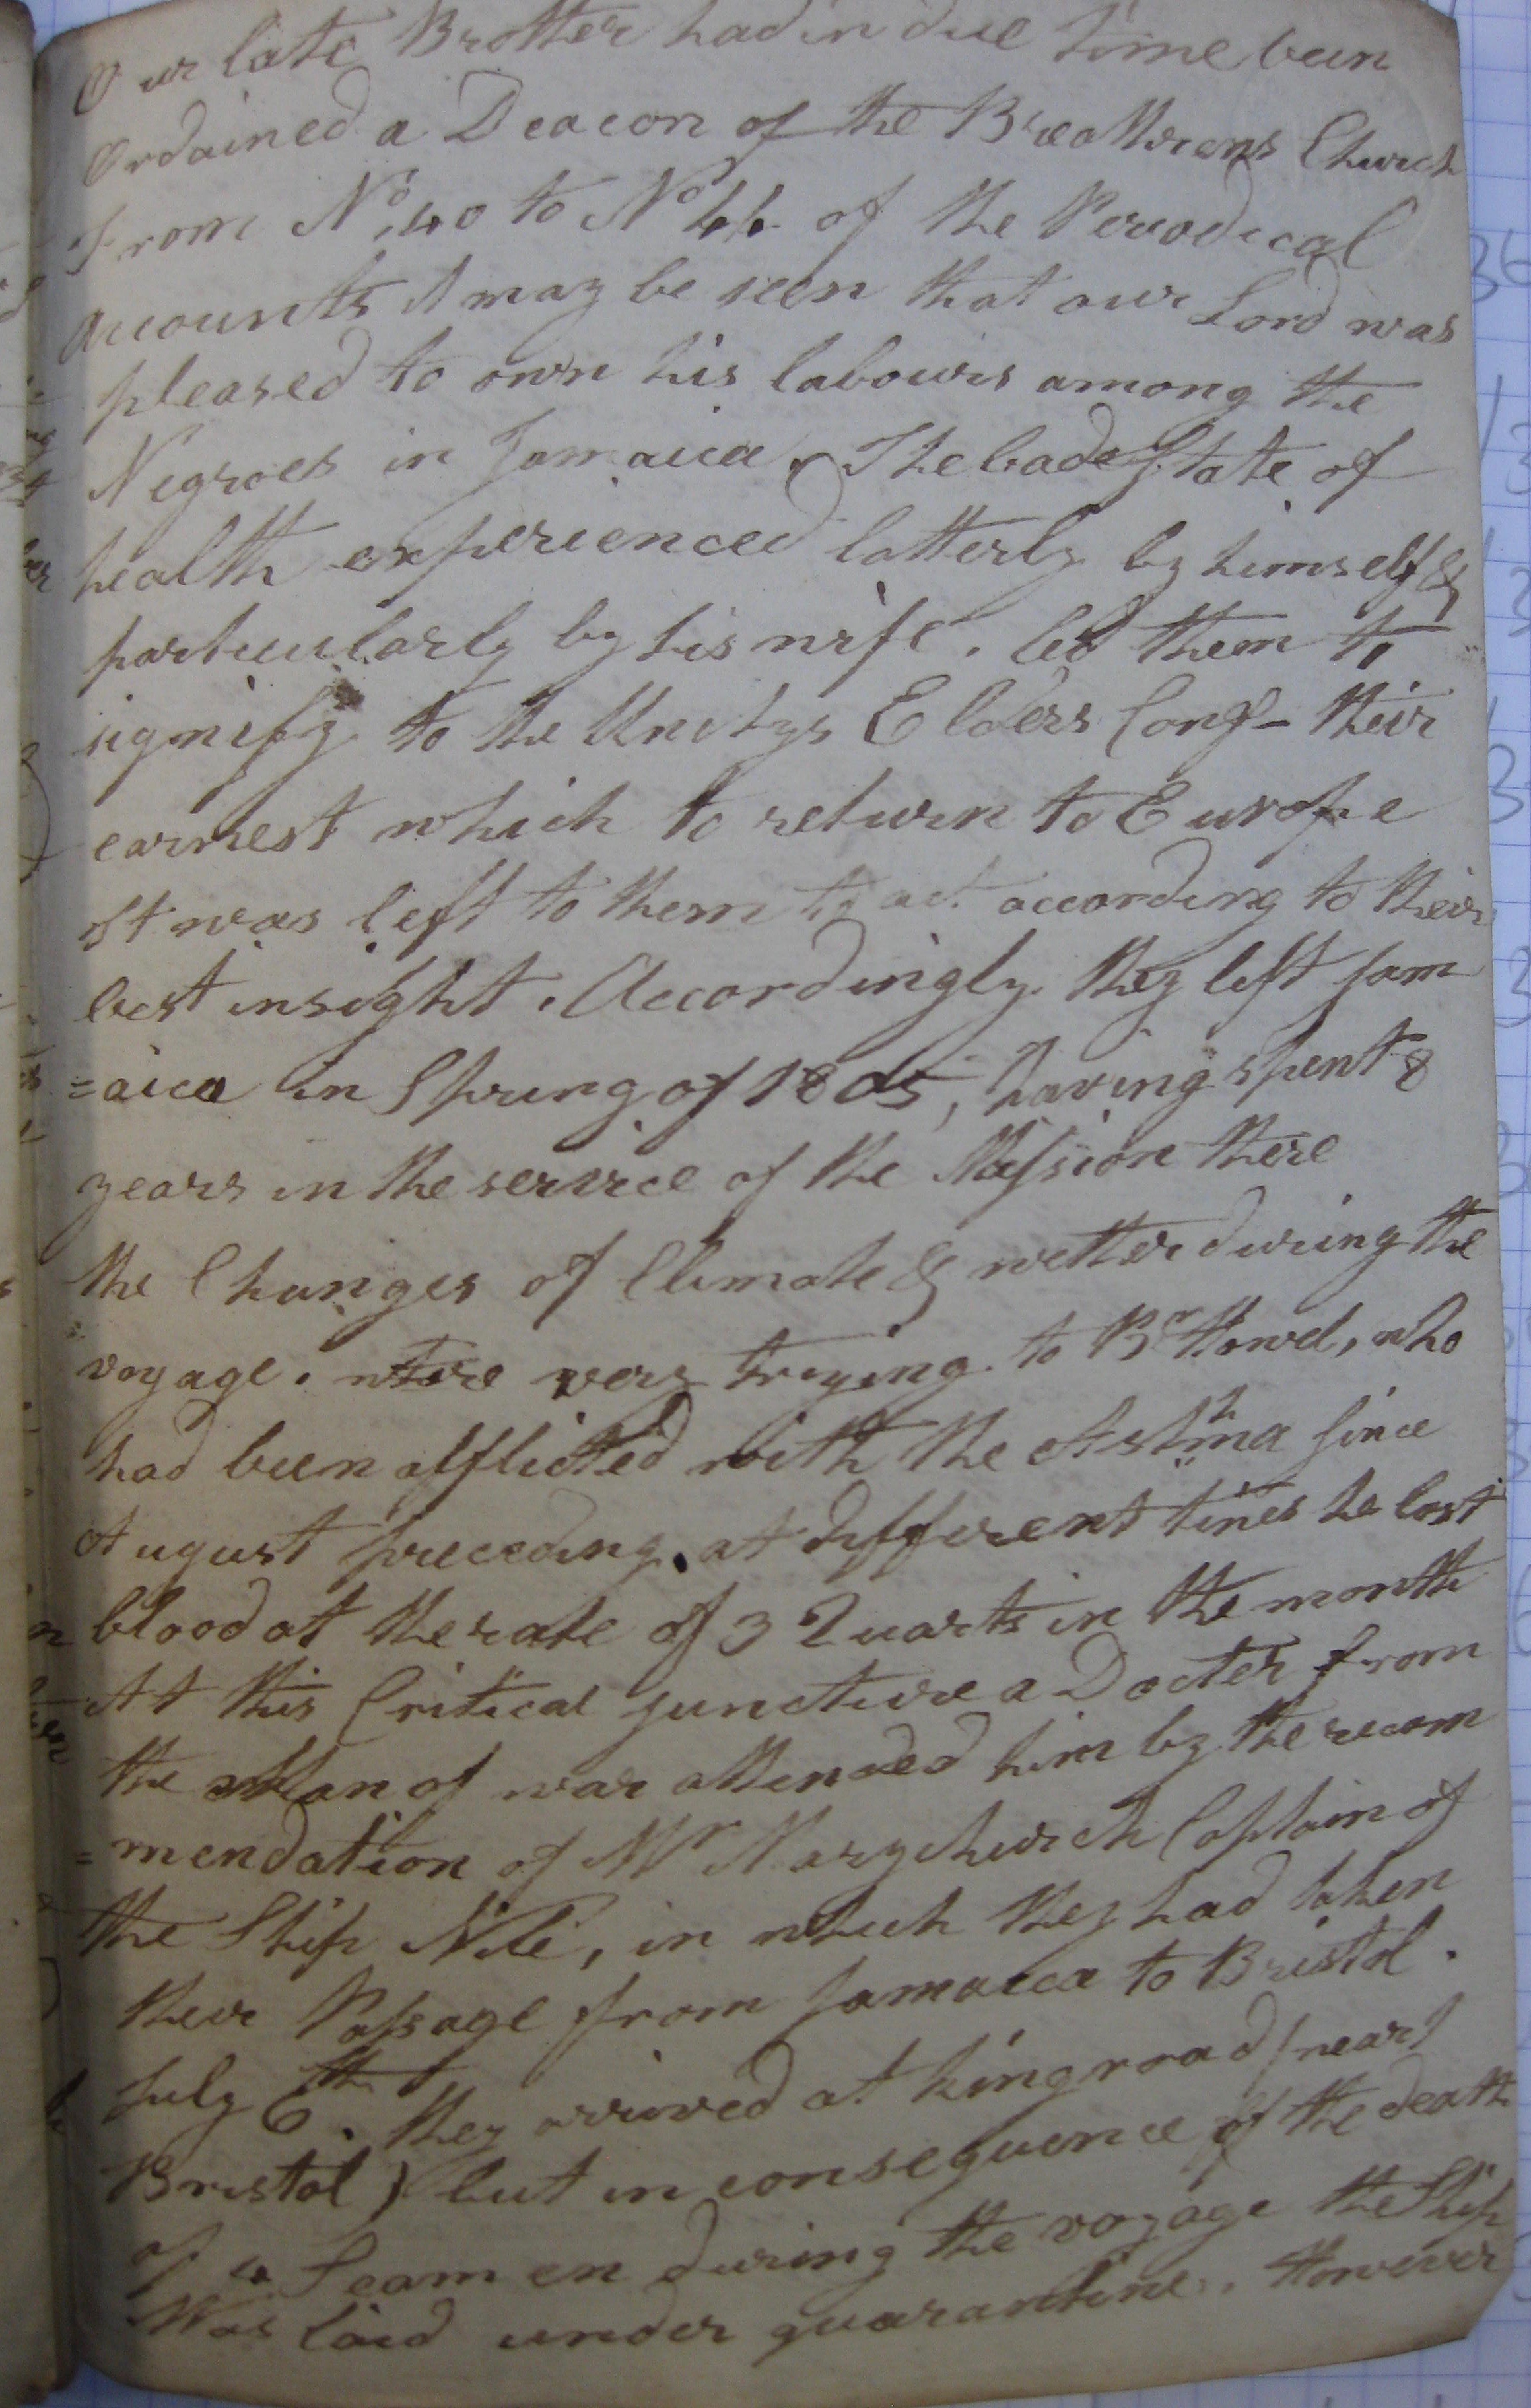 Our late Brother had in due time been
Ordained a Deacon of the Breathrens Church
From No. 40 to No 44 of the Perodical
Accounts it may be seen that our Lord was
pleased to own his labours among the
Negroes in Jamaica. The bade State of
health experienced latterly by himself &
particularly by his wife. led them to
signify to the Unitys Elders Conf- their
earnest which to return to Europe
It was left to them to act according to their
best insight. Accordingly they left Jam
=aica in Spring of 1805, having spent 8
years in the service of the Mission there
the Changes of Climate & wetther during the
voyage. were very trying to Br Howel, who
had been afflicted with the Asthma since
August preceding. at different times he lost
blood at the rate of 3 Quarts in the month
At this Critical juncture a Docter from
the Man of war attended him by the recom
=mendation of Mr Marychurch Captain of
the Ship Nile, in which they had taken
their Passage from Jamaica to Bristol.
July 6th. they arrived at kingroad (near
Bristol) but in consequence of the death
of a Seamen during the voyage the Ship
Was laid under quarantine. However